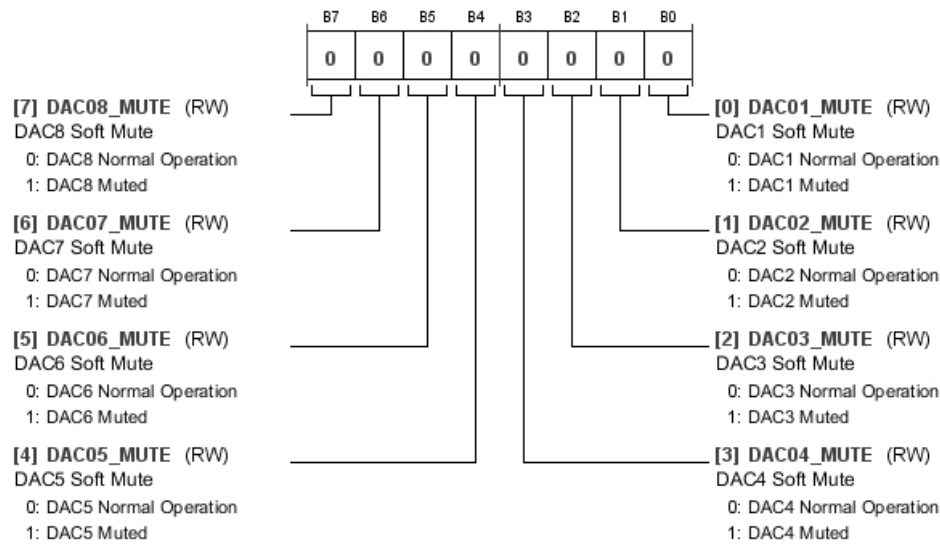 B7 B6 B5 B4 B3 B2 B1 B0
0 0 0 0 0 0 0 0
[7] DAC08_MUTE (RW)
DAC8 Soft Mute
0: DAC8 Normal Operation
1: DAC8 Muted
[6] DAC07_MUTE (RW)
DAC7 Soft Mute
0: DAC7 Normal Operation
1: DAC7 Muted
[5] DAC06_MUTE (RW)
DAC6 Soft Mute
0: DAC6 Normal Operation
1: DAC6 Muted
[4] DAC05_MUTE (RW)
DAC5 Soft Mute
0: DAC5 Normal Operation
1: DAC5 Muted
[0] DAC01_MUTE (RW)
DAC1 Soft Mute
0: DAC1 Normal Operation
1: DAC1 Muted
[1] DAC02_MUTE (RW)
DAC2 Soft Mute
0: DAC2 Normal Operation
1: DAC2 Muted
[2] DAC03_MUTE (RW)
DAC3 Soft Mute
0: DAC3 Normal Operation
1: DAC3 Muted
[3] DAC04_MUTE (RW)
DAC4 Soft Mute
0: DAC4 Normal Operation
1: DAC4 Muted